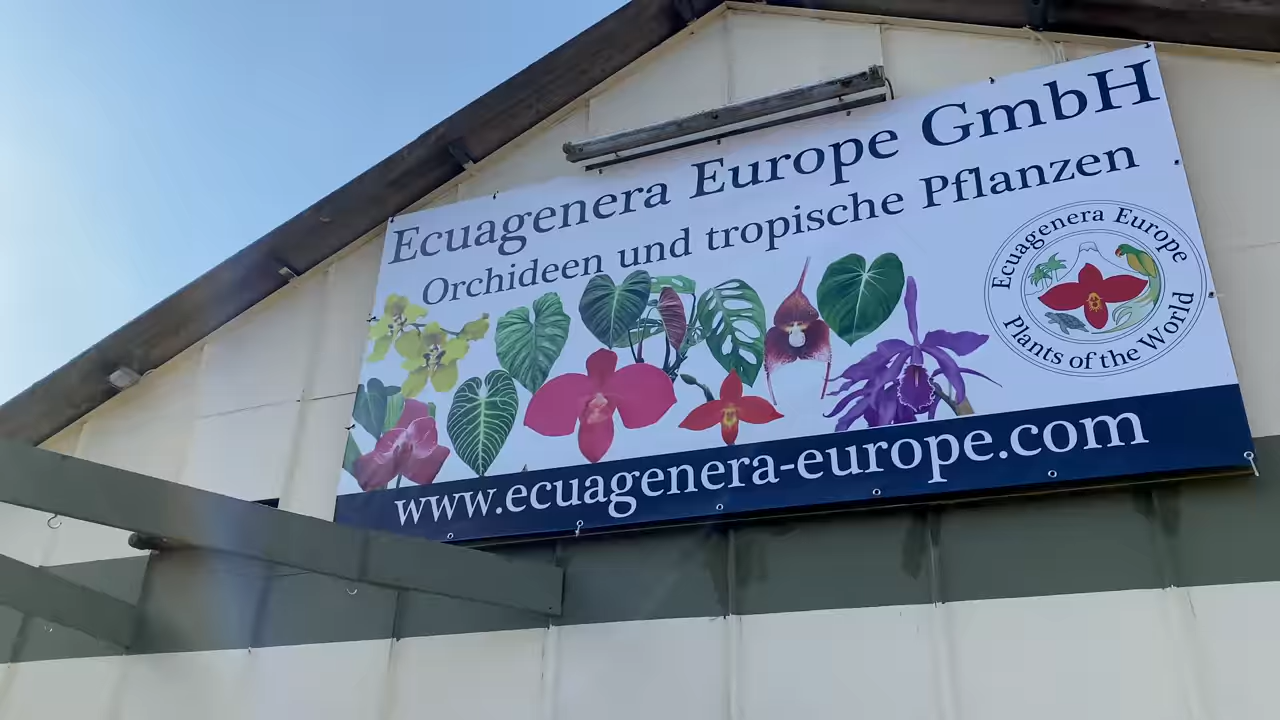 Ecuagenera Europe GmbH
Orchideen und tropische Pflanzen
Ecuagenera Europe
Plants of the World
www.ecuagenera-europe.com